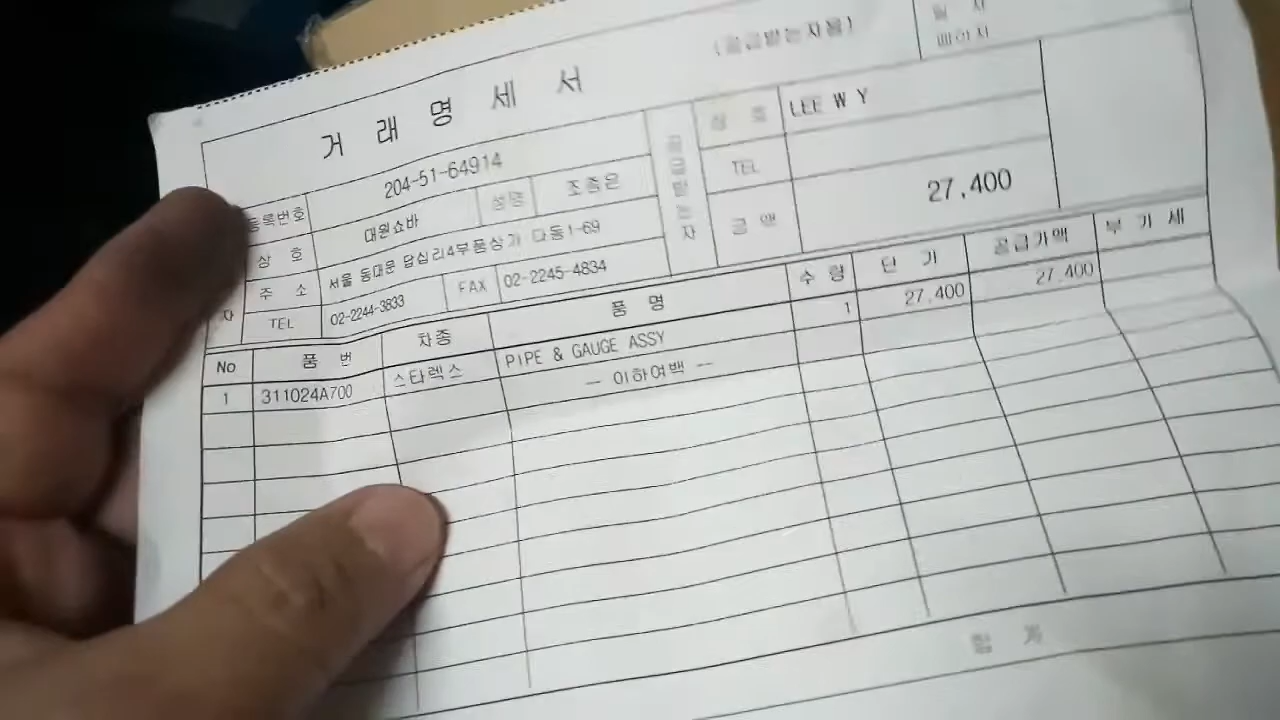 거래명세서
(공급받는자용)
등록번호 204-51-64914
상호 대원쇼바 성명 조종은
주소 서울 동대문 답십리4부품상가 다동1-69
자 TEL 02-2244-3833 FAX 02-2245-4834
공급받는자
상호 LEE W Y
TEL
금액 27,400
No 품번 차종 품명 수량 단가 공급가액 부가세
1 311024A700 스타렉스 PIPE & GAUGE ASSY 1 27,400 27,400
-- 이하여백 --
합계